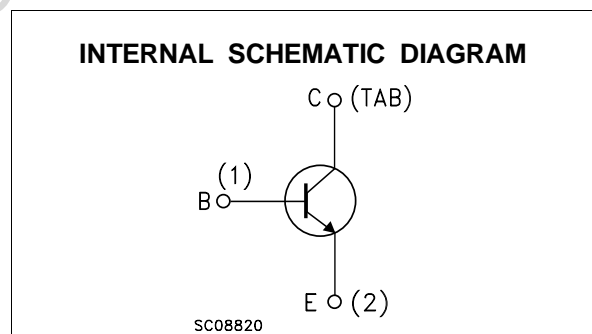 INTERNAL SCHEMATIC DIAGRAM
C (TAB)
(1)
B
E (2)
SC08820